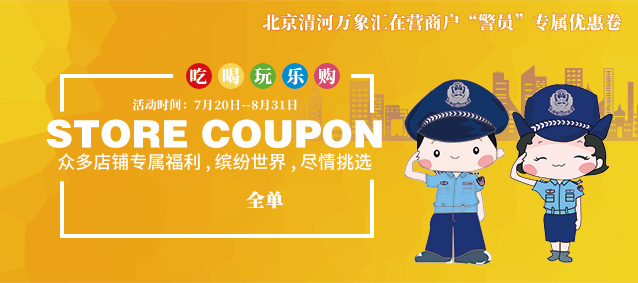 北京清河万象汇在营商户“警员”专属优惠卷
吃喝玩乐购
活动时间：7月20日--8月31日
STORE COUPON
众多店铺专属福利，缤纷世界，尽情挑选
全单